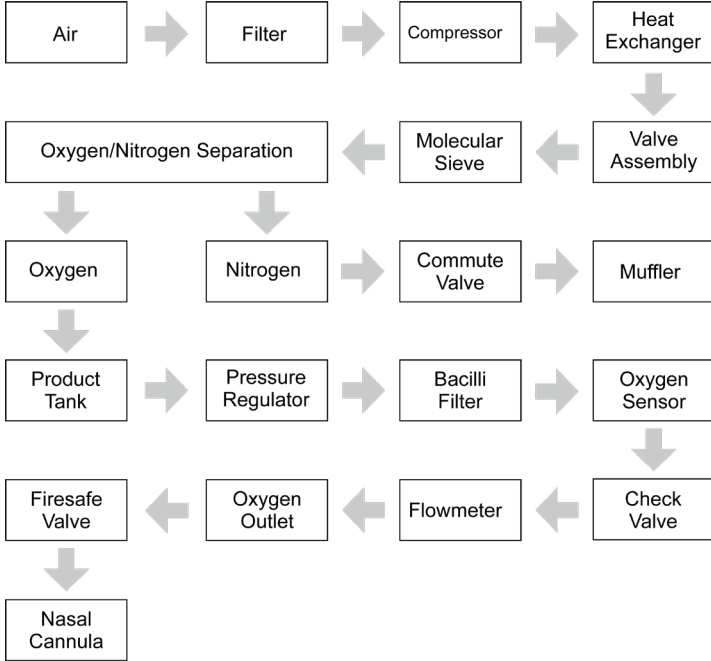 Air
Filter
Compressor
Heat
Exchanger
Oxygen/Nitrogen Separation
Molecular
Sieve
Valve
Assembly
Oxygen
Nitrogen
Commute
Valve
Muffler
Product
Tank
Pressure
Regulator
Bacilli
Filter
Oxygen
Sensor
Firesafe
Valve
Oxygen
Outlet
Flowmeter
Check
Valve
Nasal
Cannula